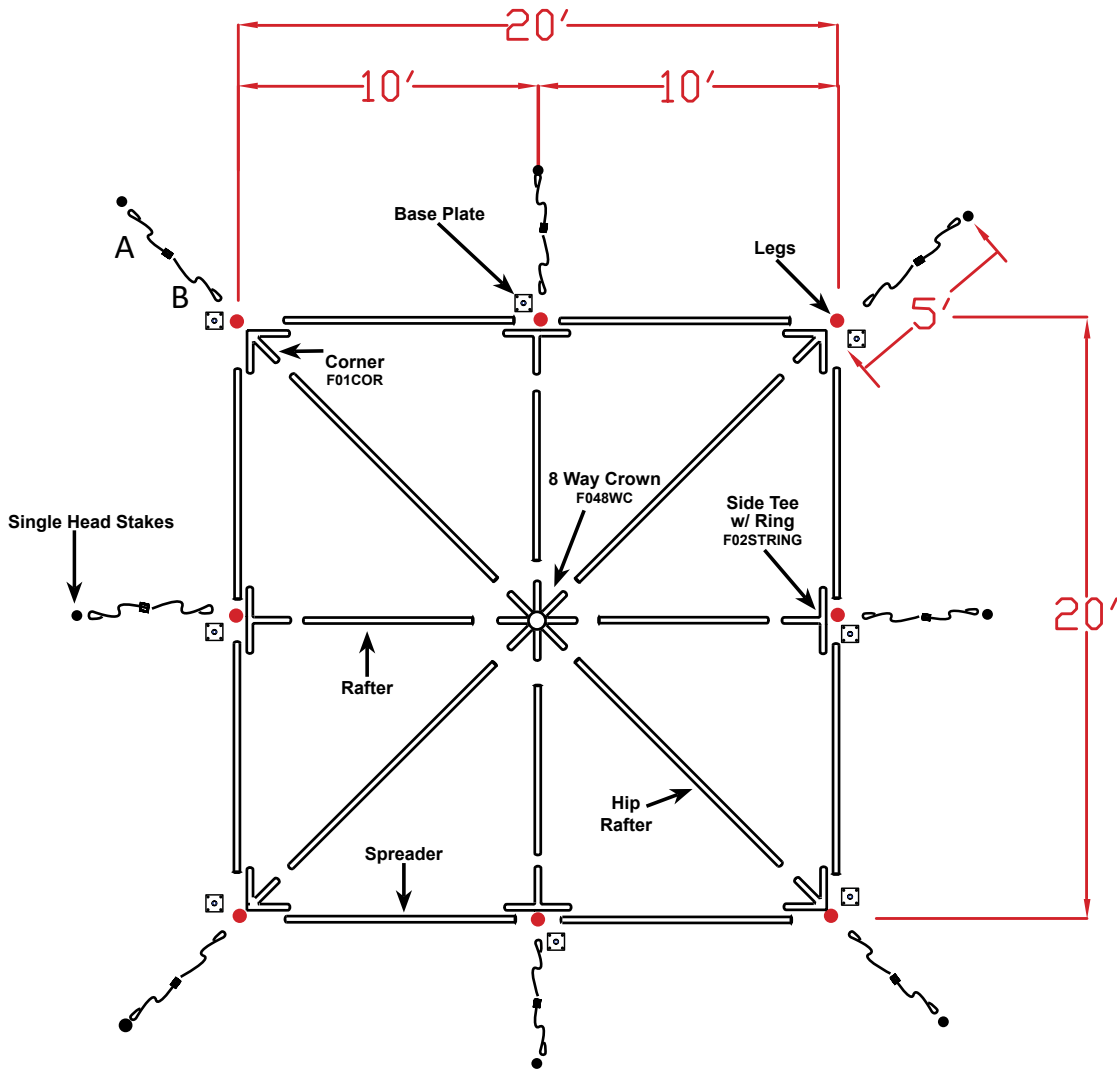 20'
10'
10'
Base Plate
Legs
A
B
5'
Corner
F01COR
8 Way Crown
F048WC
Side Tee
w/ Ring
F02STRING
Single Head Stakes
20'
Rafter
Hip
Rafter
Spreader